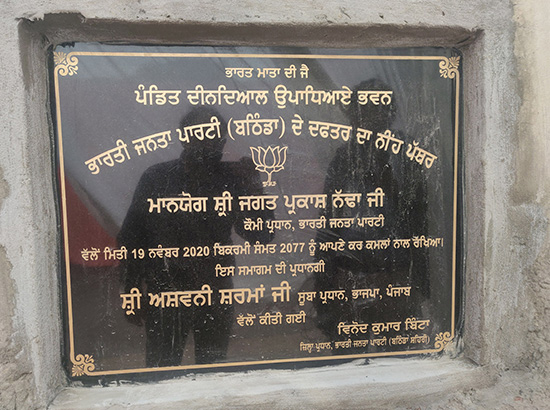 ਭਾਰਤ ਮਾਤਾ ਦੀ ਜੈ
ਪੰਡਿਤ ਦੀਨਦਿਆਲ ਉਪਾਧਿਆਏ ਭਵਨ
ਭਾਰਤੀ ਜਨਤਾ ਪਾਰਟੀ (ਬਠਿੰਡਾ) ਦੇ ਦਫਤਰ ਦਾ ਨੀਂਹ ਪੱਥਰ
ਮਾਨਯੋਗ ਸ਼੍ਰੀ ਜਗਤ ਪ੍ਰਕਾਸ਼ ਨੱਢਾ ਜੀ
ਕੌਮੀ ਪ੍ਰਧਾਨ, ਭਾਰਤੀ ਜਨਤਾ ਪਾਰਟੀ
ਵੱਲੋਂ ਮਿਤੀ 19 ਨਵੰਬਰ 2020 ਬਿਕਰਮੀ ਸੰਮਤ 2077 ਨੂੰ ਆਪਣੇ ਕਰ ਕਮਲਾਂ ਨਾਲ ਰੱਖਿਆ।
ਇਸ ਸਮਾਗਮ ਦੀ ਪ੍ਰਧਾਨਗੀ
ਸ਼੍ਰੀ ਅਸ਼ਵਨੀ ਸ਼ਰਮਾਂ ਜੀ ਸੂਬਾ ਪ੍ਰਧਾਨ, ਭਾਜਪਾ, ਪੰਜਾਬ
ਵੱਲੋਂ ਕੀਤੀ ਗਈ
ਵਿਨੋਦ ਕੁਮਾਰ ਬਿੰਟਾ
ਜ਼ਿਲ੍ਹਾ ਪ੍ਰਧਾਨ, ਭਾਰਤੀ ਜਨਤਾ ਪਾਰਟੀ (ਬਠਿੰਡਾ ਸ਼ਹਿਰੀ)